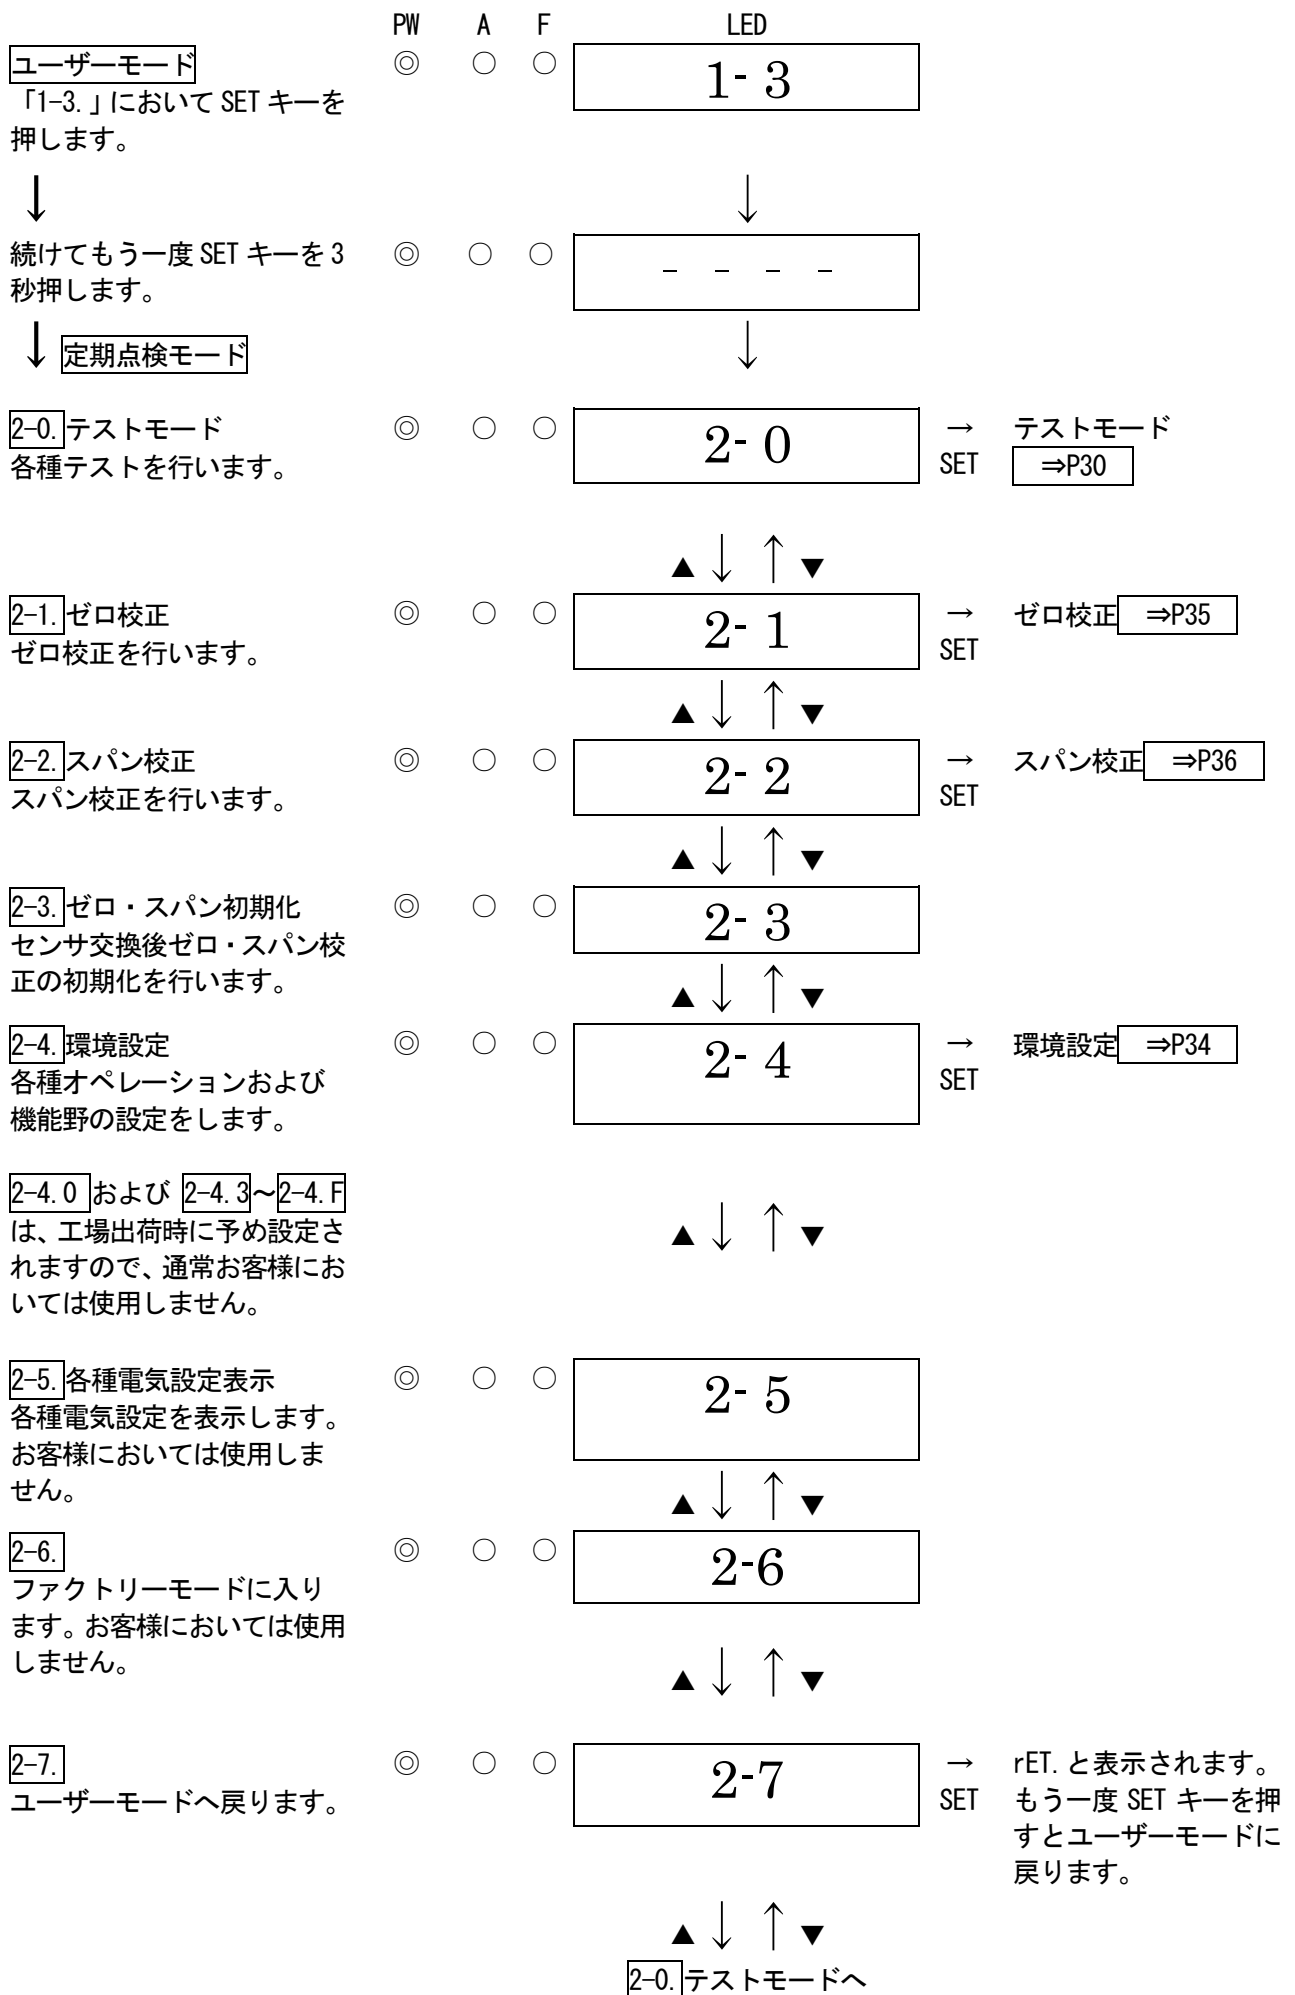 PW A F LED
ユーザーモード ◎ ○ ○ 1- 3
「1-3.」において SET キーを
押します。
↓ ↓
続けてもう一度 SET キーを 3 ◎ ○ ○ - - - -
秒押します。
↓ 定期点検モード ↓
2-0.テストモード ◎ ○ ○ 2- 0 → テストモード
各種テストを行います。 SET ⇒P30
▲ ↓ ↑ ▼
2-1.ゼロ校正 ◎ ○ ○ 2- 1 → ゼロ校正 ⇒P35
ゼロ校正を行います。 SET
▲ ↓ ↑ ▼
2-2.スパン校正 ◎ ○ ○ 2- 2 → スパン校正 ⇒P36
スパン校正を行います。 SET
▲ ↓ ↑ ▼
2-3.ゼロ・スパン初期化 ◎ ○ ○ 2- 3
センサ交換後ゼロ・スパン校
正の初期化を行います。
▲ ↓ ↑ ▼
2-4.環境設定 ◎ ○ ○ 2- 4 → 環境設定 ⇒P34
各種オペレーションおよび SET
機能野の設定をします。
2-4.0 および 2-4.3～2-4.F
は、工場出荷時に予め設定さ ▲ ↓ ↑ ▼
れますので、通常お客様にお
いては使用しません。
2-5.各種電気設定表示 ◎ ○ ○ 2- 5
各種電気設定を表示します。
お客様においては使用しま
せん。
▲ ↓ ↑ ▼
2-6. ◎ ○ ○ 2-6
ファクトリーモードに入り
ます。お客様においては使用
しません。
▲ ↓ ↑ ▼
2-7. ◎ ○ ○ 2-7 → rET.と表示されます。
ユーザーモードへ戻ります。 SET もう一度 SET キーを押
すとユーザーモードに
戻ります。
▲ ↓ ↑ ▼
2-0.テストモードへ